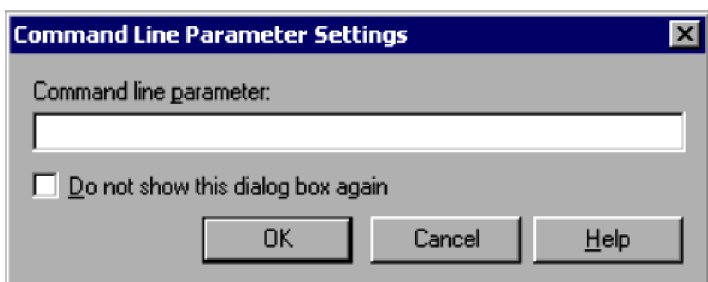 Command Line Parameter Settings
Command line parameter:
Do not show this dialog box again
OK Cancel Help